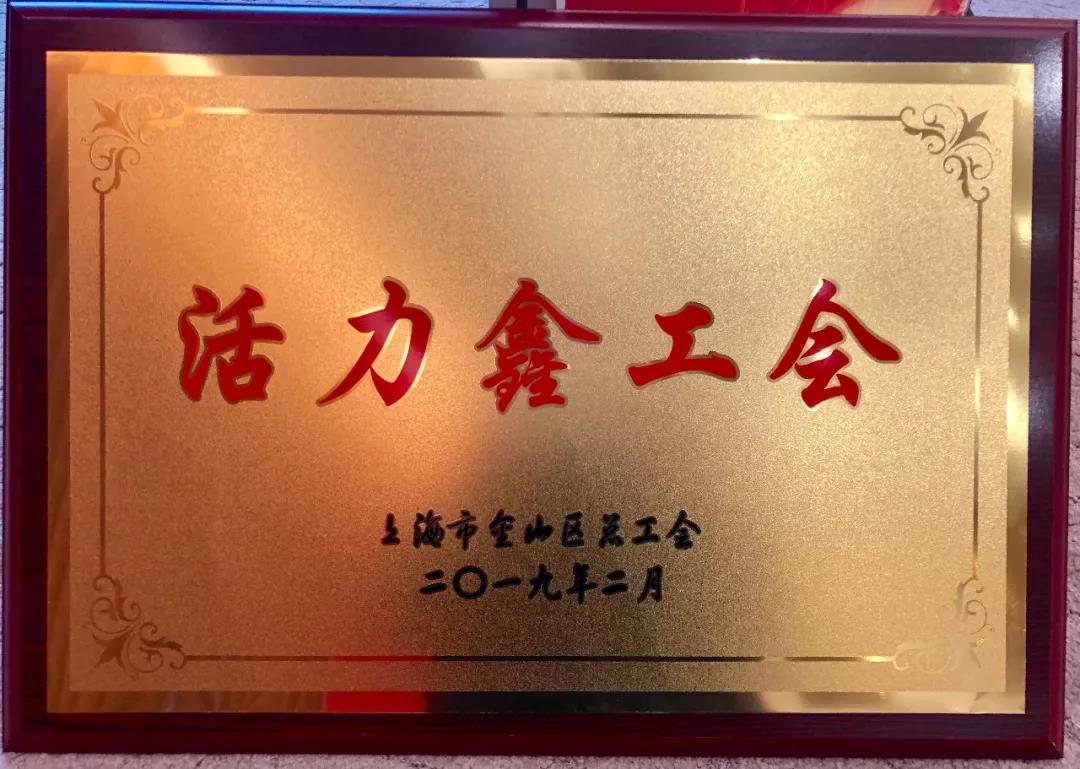 活力鑫工会
上海市金山区总工会
二〇一九年二月